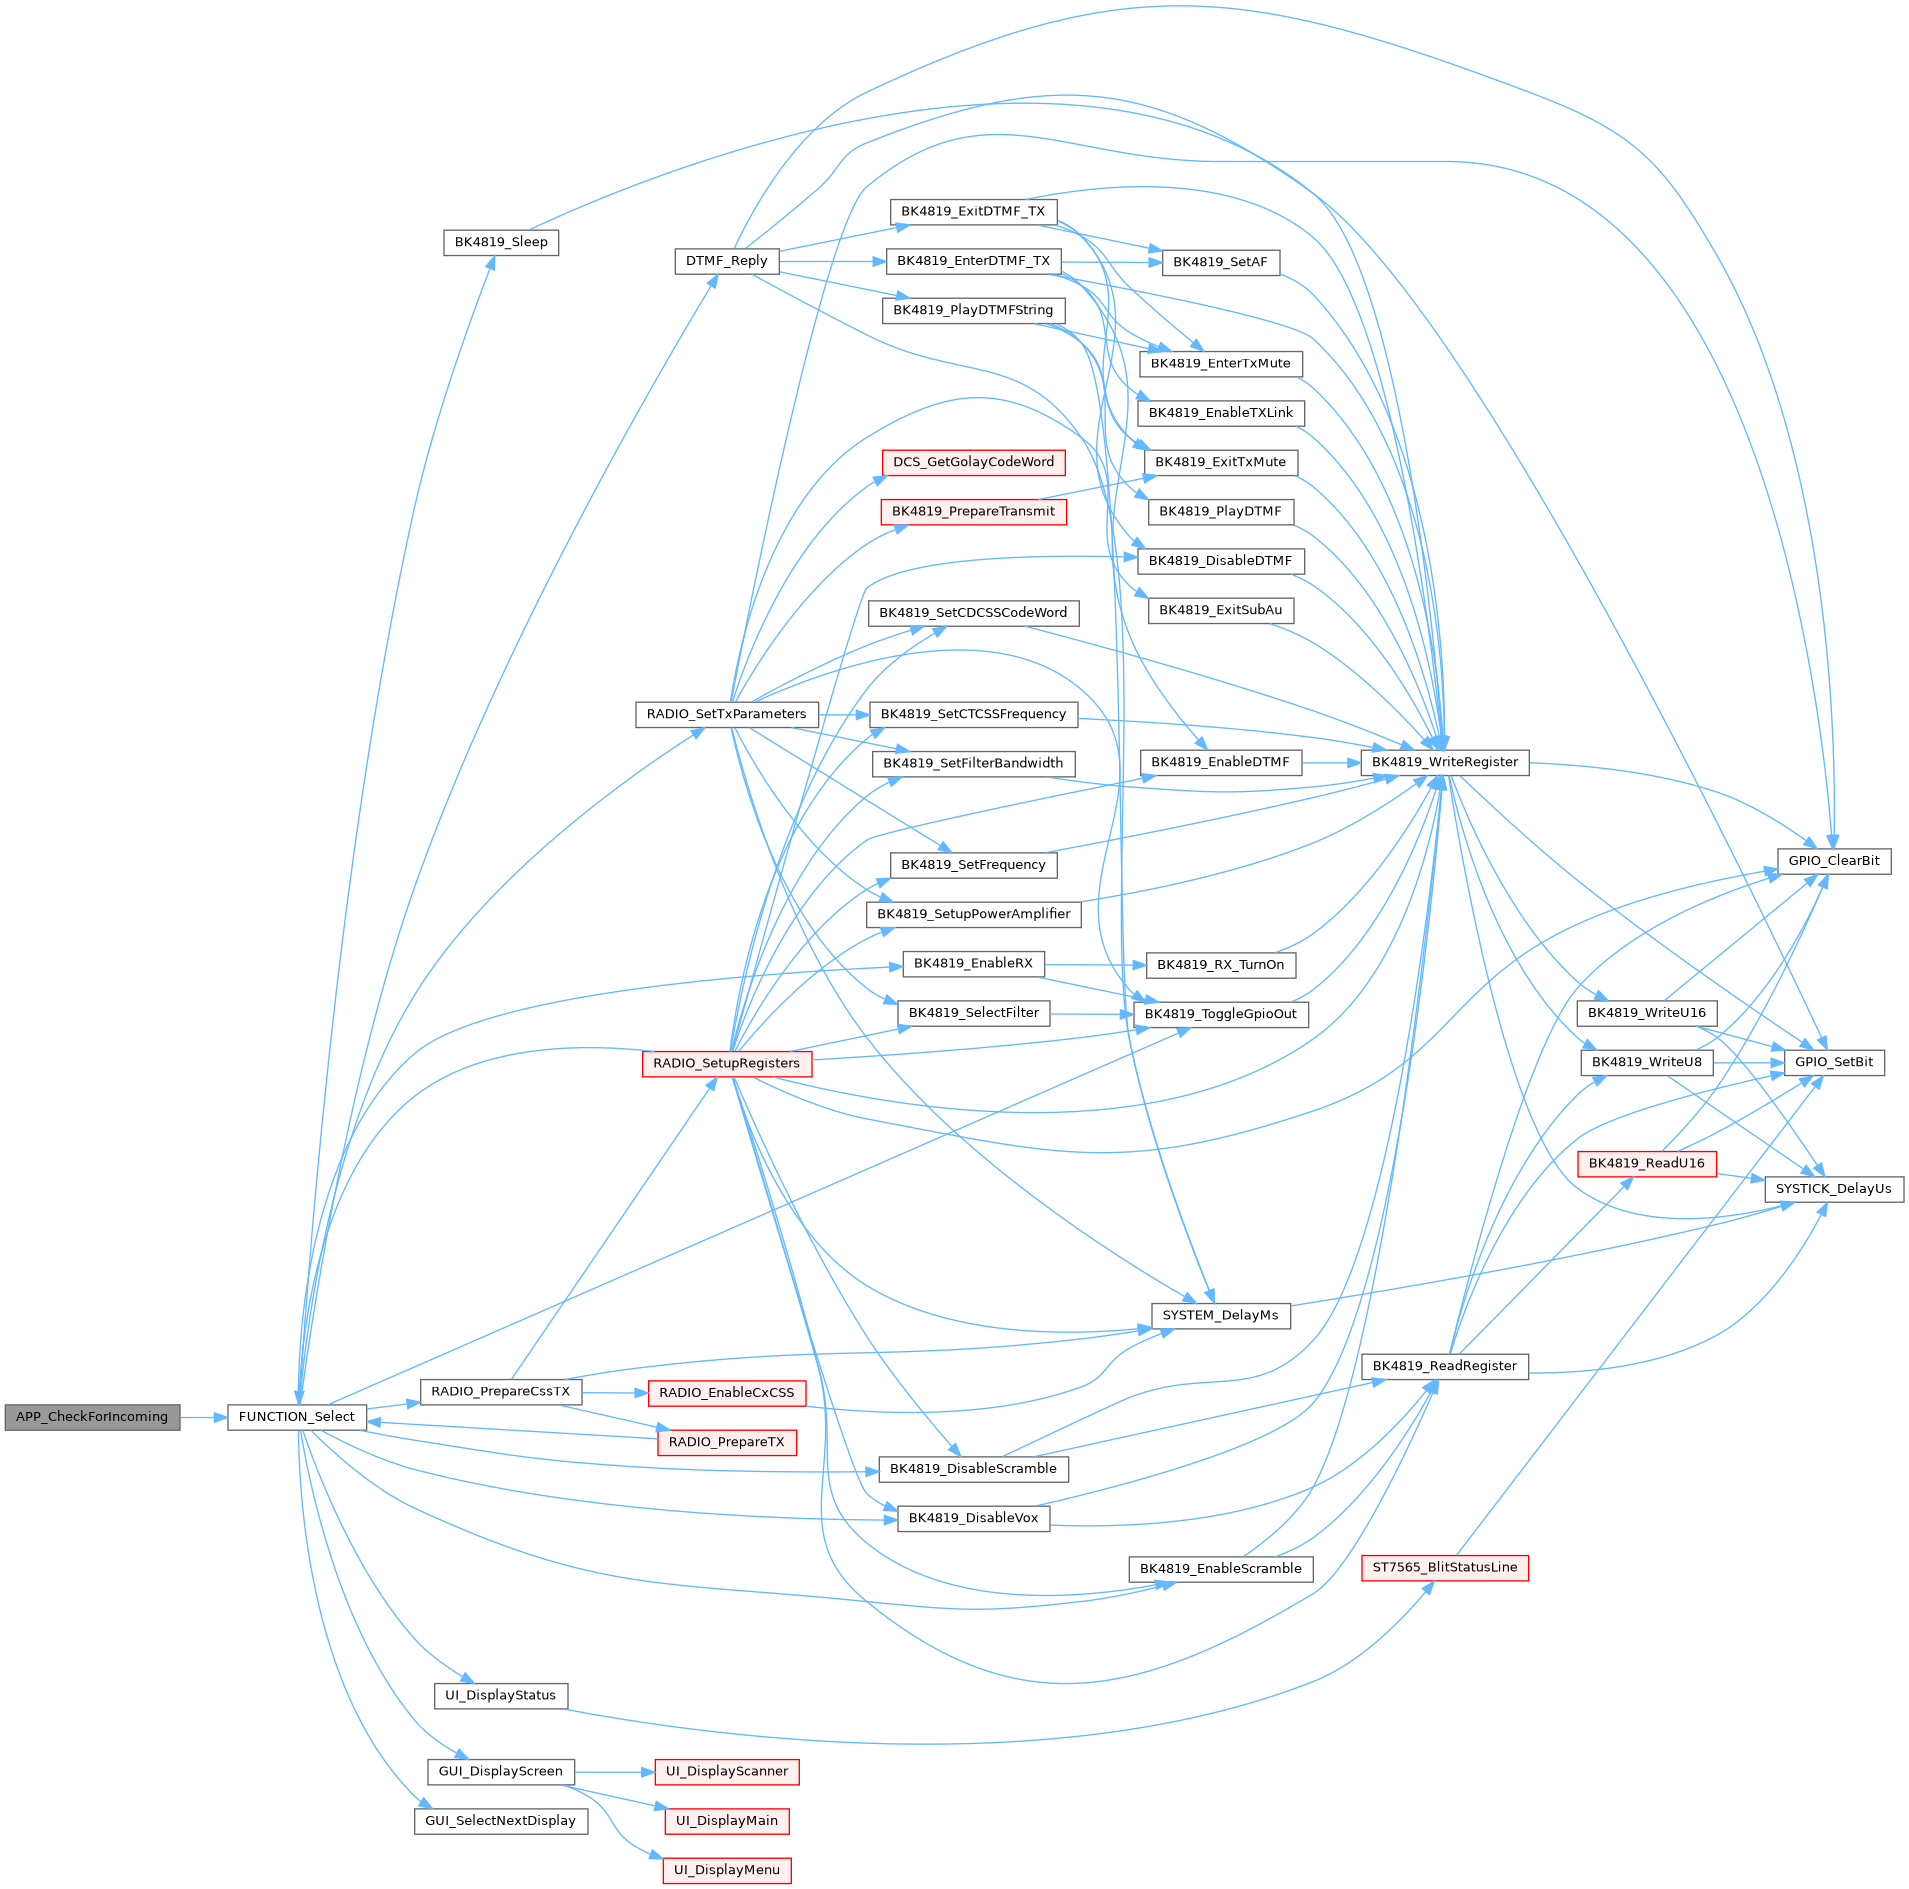 APP_CheckForIncoming
FUNCTION_Select
BK4819_Sleep
RADIO_PrepareCssTX
UI_DisplayStatus
GUI_DisplayScreen
GUI_SelectNextDisplay
DTMF_Reply
RADIO_SetTxParameters
RADIO_SetupRegisters
RADIO_EnableCxCSS
RADIO_PrepareTX
UI_DisplayScanner
UI_DisplayMain
UI_DisplayMenu
BK4819_ExitDTMF_TX
BK4819_EnterDTMF_TX
BK4819_PlayDTMFString
DCS_GetGolayCodeWord
BK4819_PrepareTransmit
BK4819_SetCDCSSCodeWord
BK4819_SetCTCSSFrequency
BK4819_SetFilterBandwidth
BK4819_SetFrequency
BK4819_SetupPowerAmplifier
BK4819_EnableRX
BK4819_SelectFilter
BK4819_DisableScramble
BK4819_DisableVox
BK4819_SetAF
BK4819_EnterTxMute
BK4819_EnableTXLink
BK4819_ExitTxMute
BK4819_PlayDTMF
BK4819_DisableDTMF
BK4819_ExitSubAu
BK4819_EnableDTMF
BK4819_RX_TurnOn
BK4819_ToggleGpioOut
SYSTEM_DelayMs
BK4819_EnableScramble
BK4819_WriteRegister
BK4819_ReadRegister
ST7565_BlitStatusLine
BK4819_WriteU16
BK4819_WriteU8
BK4819_ReadU16
GPIO_ClearBit
GPIO_SetBit
SYSTICK_DelayUs